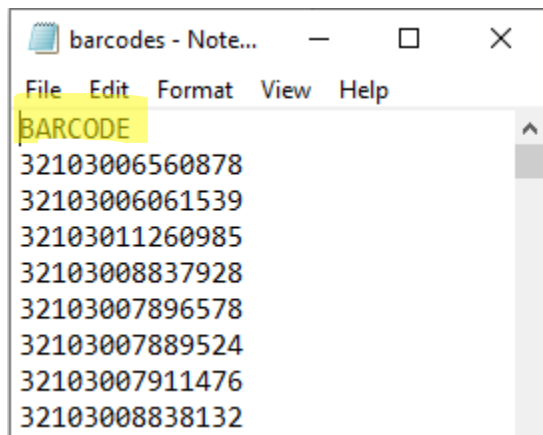 barcodes - Note...
File Edit Format View Help
BARCODE
32103006560878
32103006061539
32103011260985
32103008837928
32103007896578
32103007889524
32103007911476
32103008838132